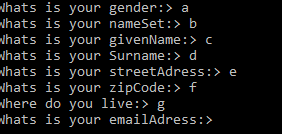 Whats is your gender:> a
Whats is your nameSet:> b
Whats is your givenName:> c
Whats is your Surname:> d
Whats is your streetAdress:> e
Whats is your zipCode:> f
Where do you live:> g
Whats is your emailAdress:>